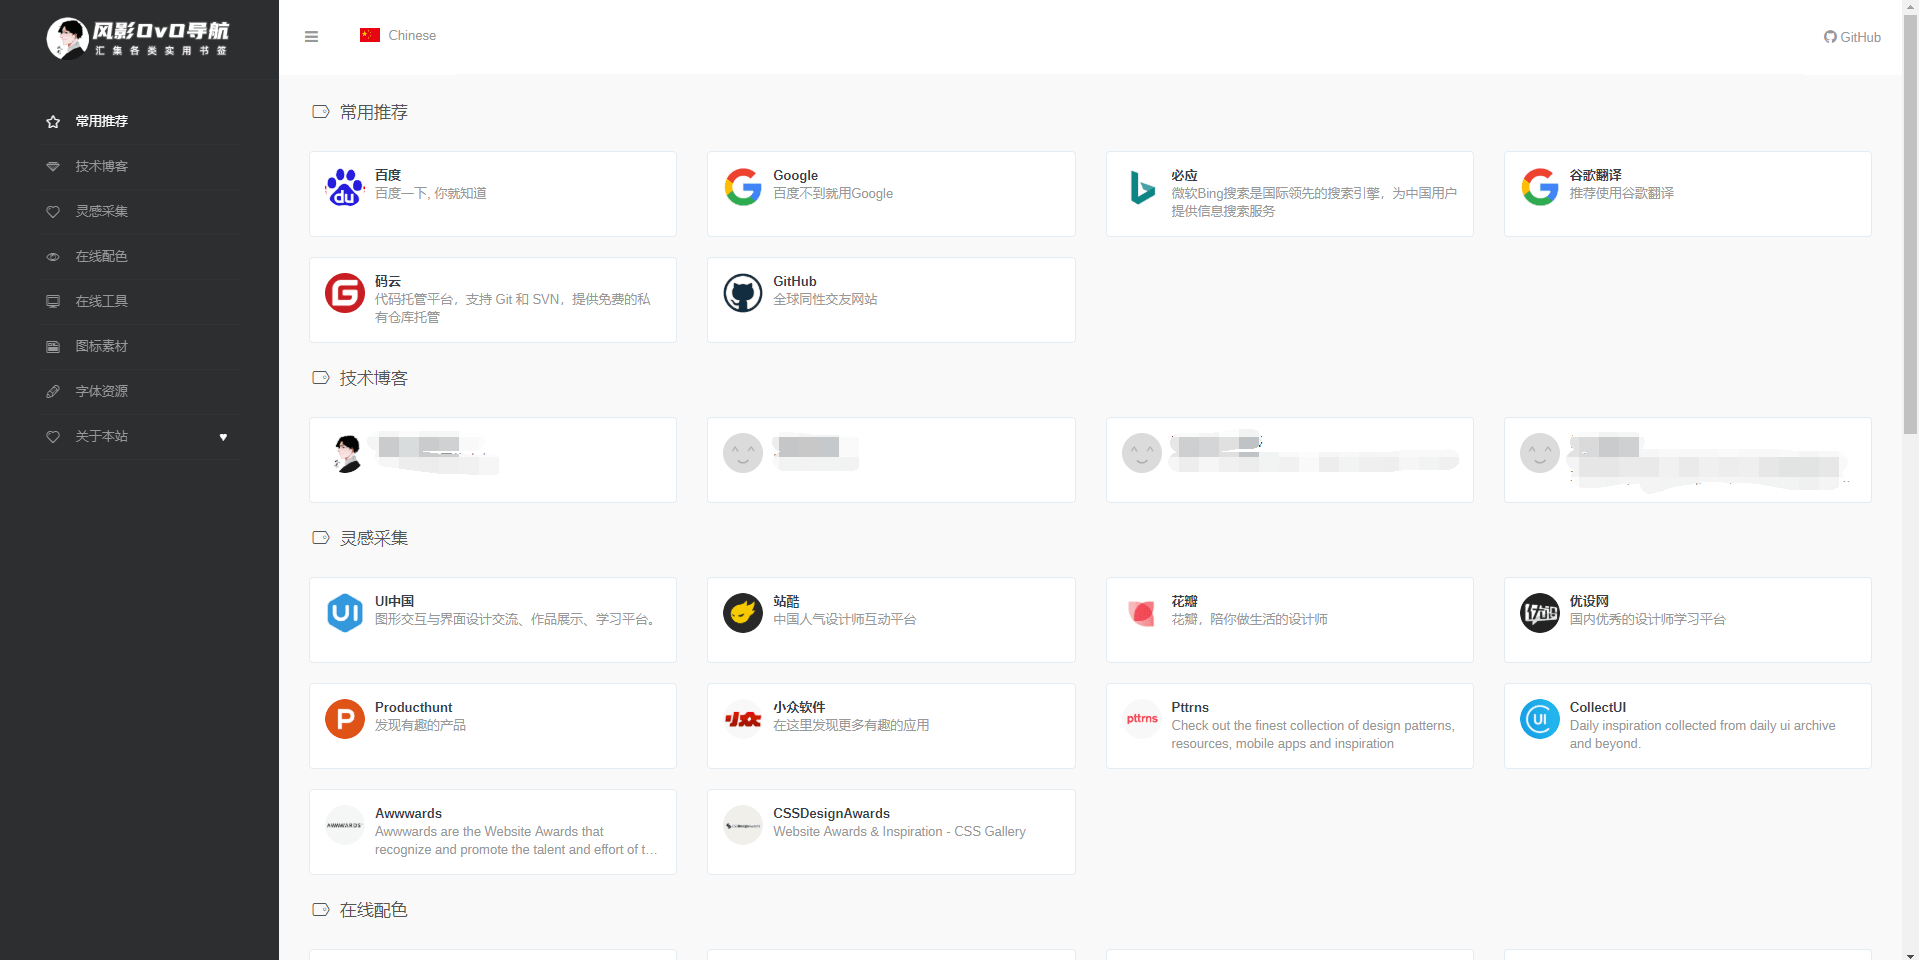 风影OvO导航
汇集各类实用书签
常用推荐
技术博客
灵感采集
在线配色
在线工具
图标素材
字体资源
关于本站
Chinese
GitHub
常用推荐
百度
百度一下, 你就知道
Google
百度不到就用Google
必应
微软Bing搜索是国际领先的搜索引擎，为中国用户
提供信息搜索服务
谷歌翻译
推荐使用谷歌翻译
码云
代码托管平台，支持 Git 和 SVN，提供免费的私
有仓库托管
GitHub
全球同性交友网站
技术博客
灵感采集
UI中国
图形交互与界面设计交流、作品展示、学习平台。
站酷
中国人气设计师互动平台
花瓣
花瓣，陪你做生活的设计师
优设网
国内优秀的设计师学习平台
Producthunt
发现有趣的产品
小众软件
在这里发现更多有趣的应用
Pttrns
Check out the finest collection of design patterns,
resources, mobile apps and inspiration
CollectUI
Daily inspiration collected from daily ui archive
and beyond.
Awwwards
Awwwards are the Website Awards that
recognize and promote the talent and effort of t…
CSSDesignAwards
Website Awards & Inspiration - CSS Gallery
在线配色